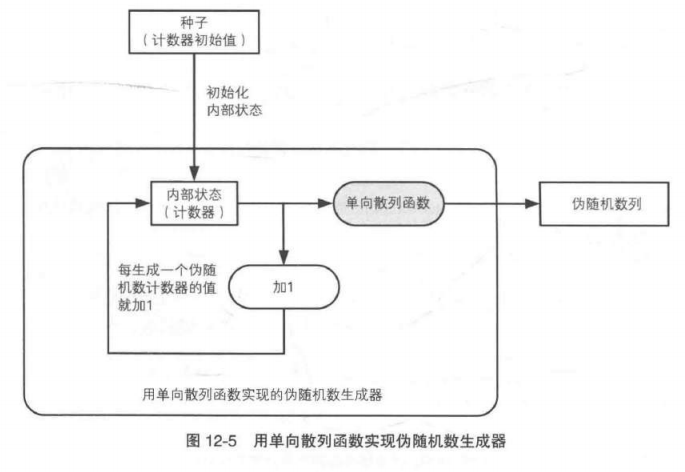 种子
（计数器初始值）
初始化
内部状态
内部状态
（计数器）
单向散列函数
伪随机数列
每生成一个伪随
机数计数器的值
就加1
加1
用单向散列函数实现的伪随机数生成器
图 12-5 用单向散列函数实现伪随机数生成器